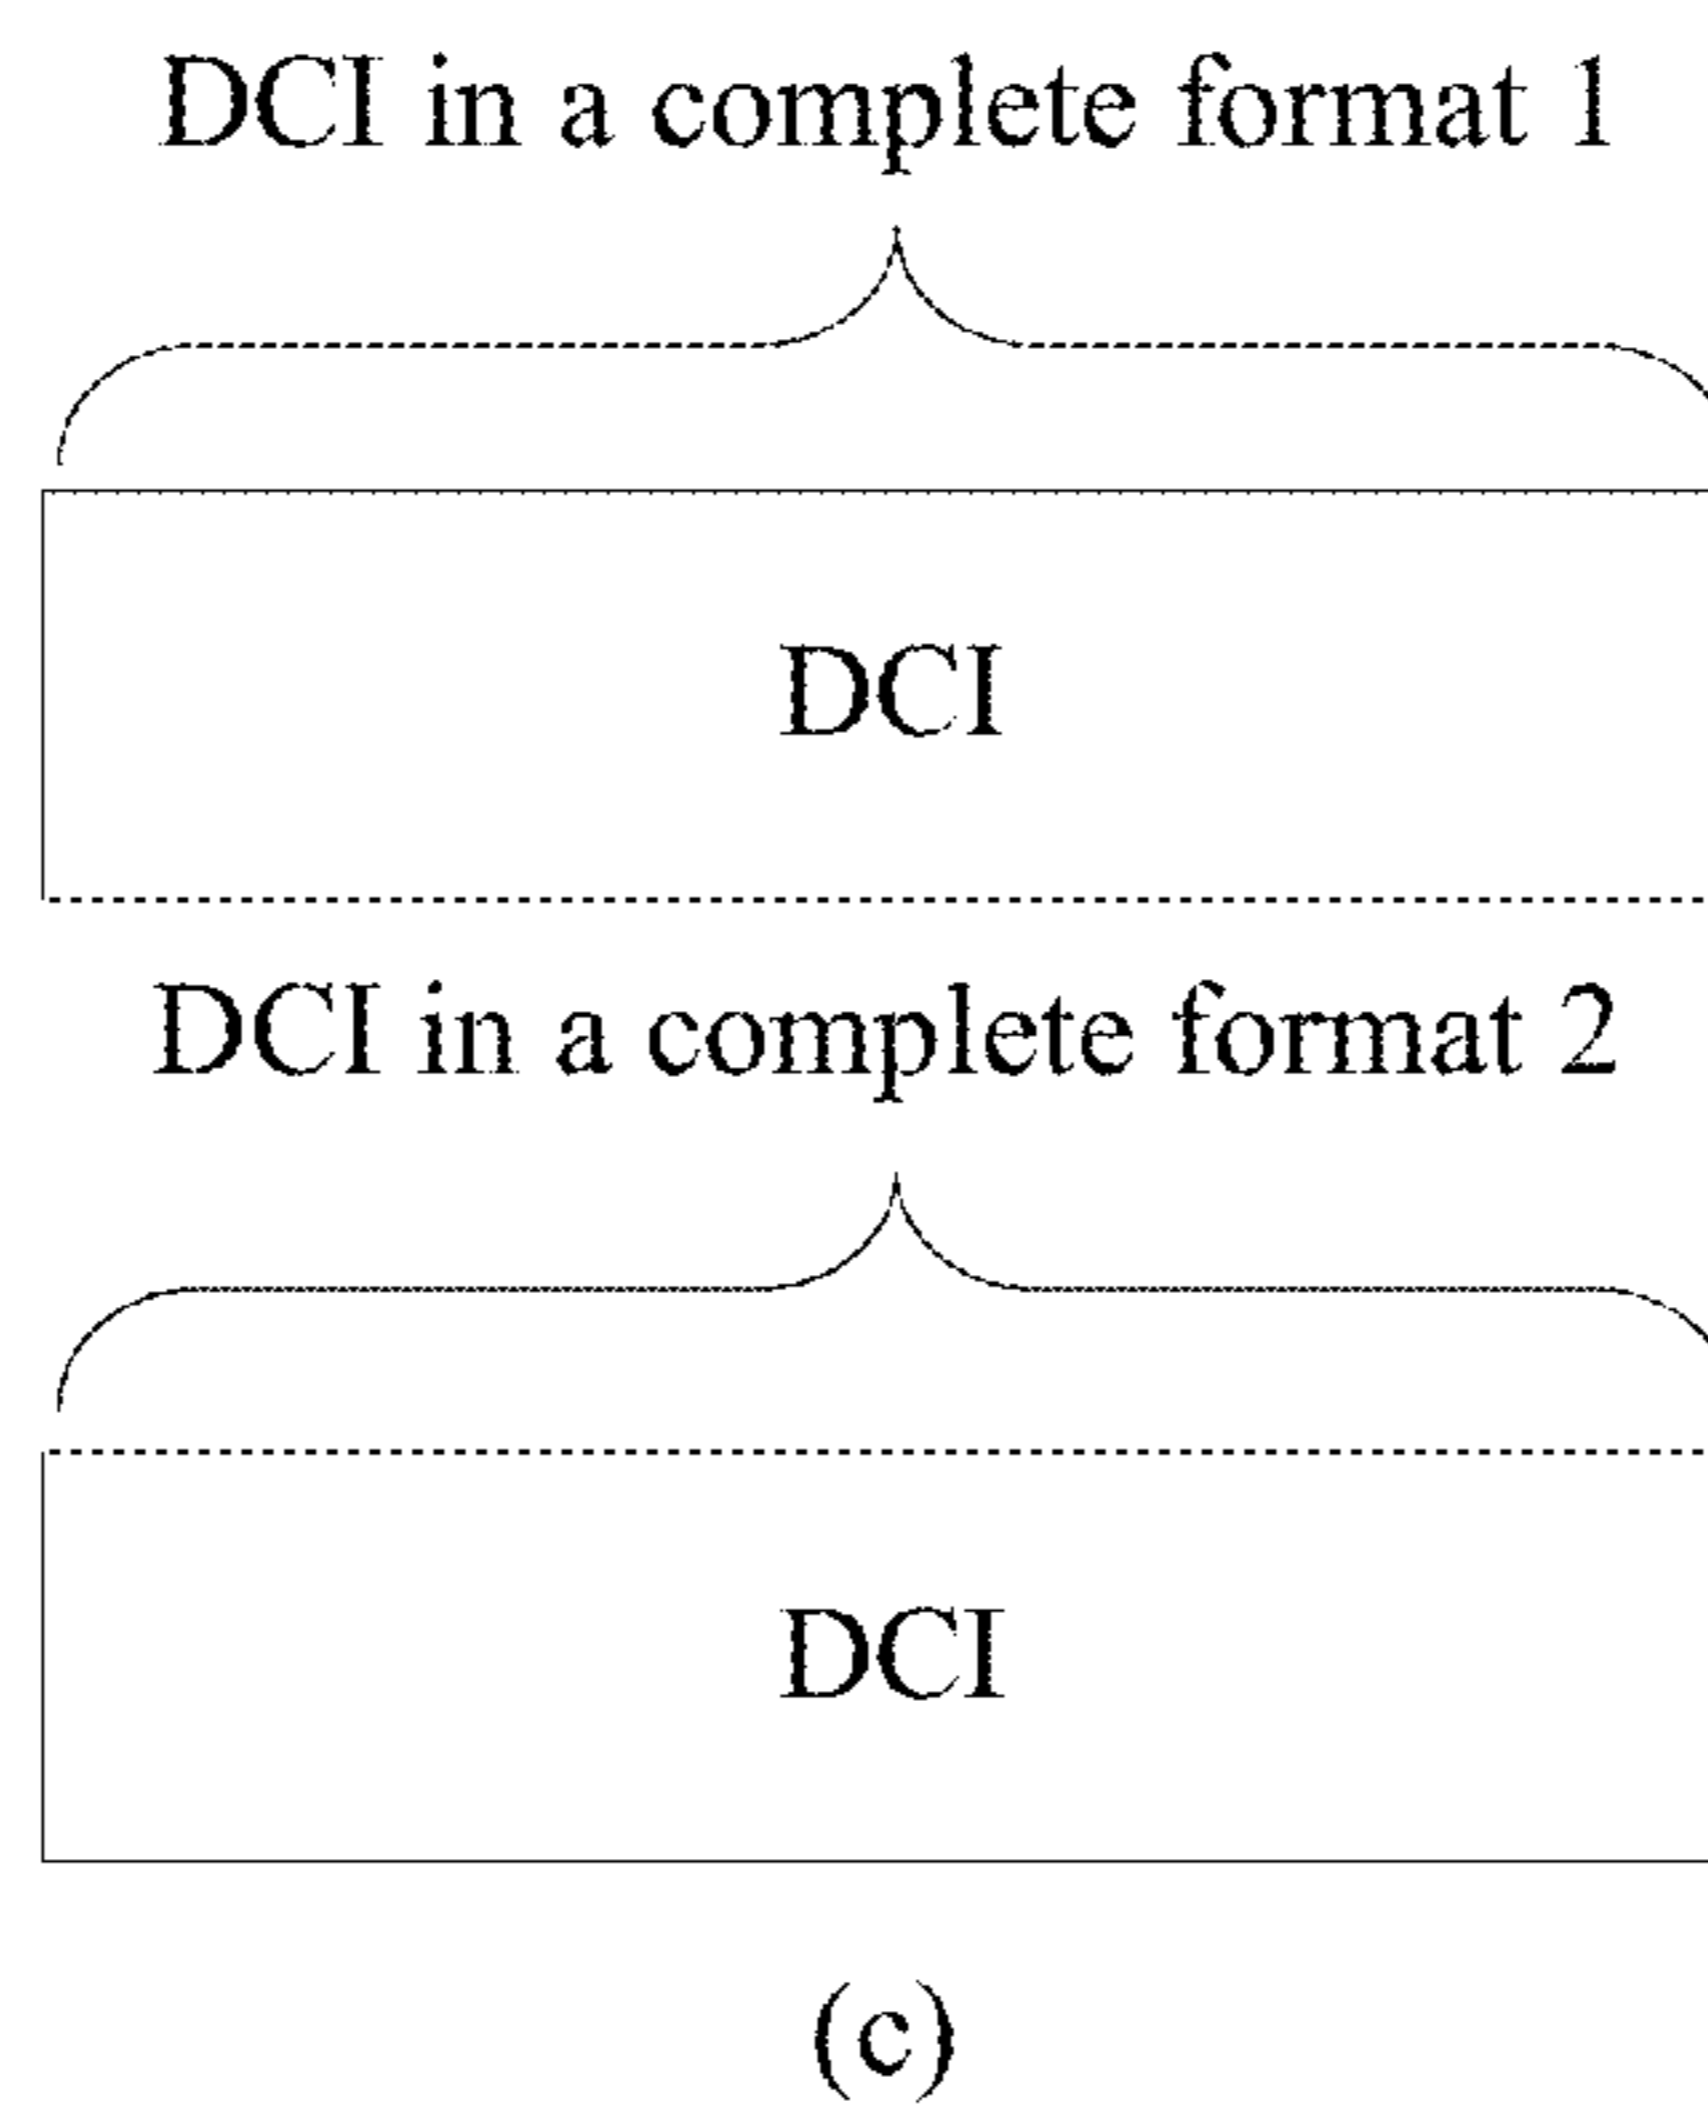 DCI in a complete format 1
DCI
DCI in a complete format 2
DCI
(c)